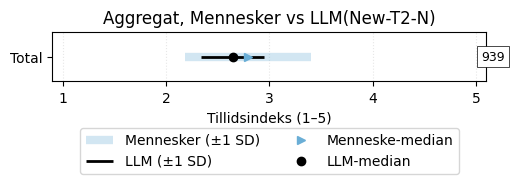 Aggregat, Mennesker vs LLM(New-T2-N)
Total
939
1 2 3 4 5
Tillidsindeks (1–5)
Mennesker (±1 SD) Menneske-median
LLM (±1 SD) LLM-median